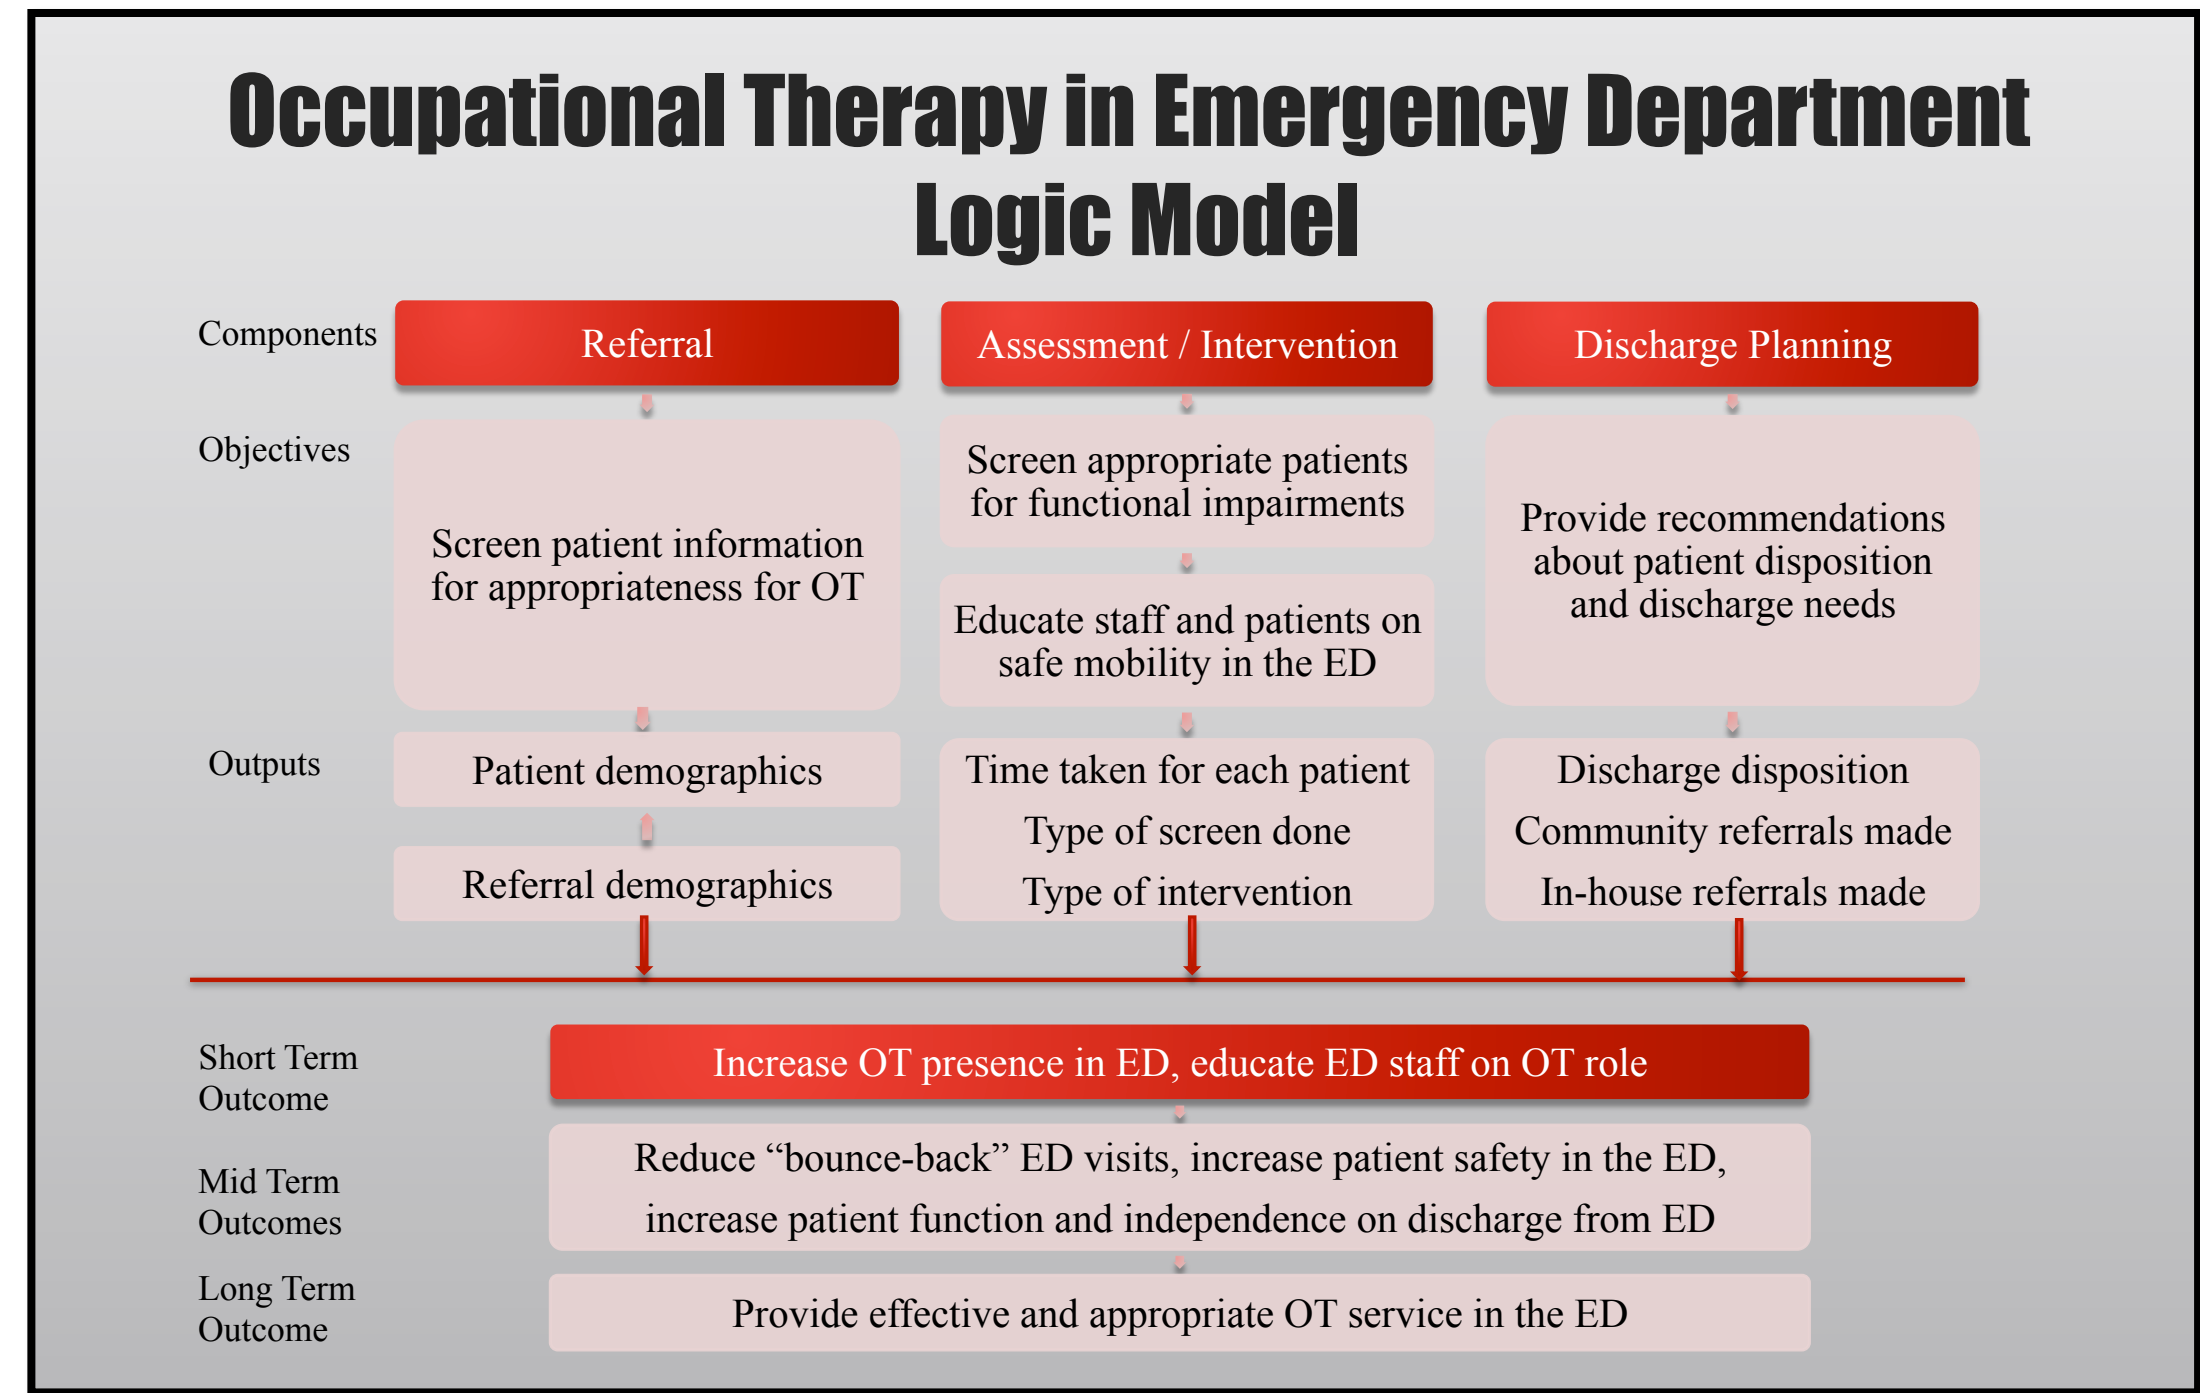 Occupational Therapy in Emergency Department
Logic Model
Components
Referral
Assessment / Intervention
Discharge Planning
Objectives
Screen patient information
for appropriateness for OT
Screen appropriate patients
for functional impairments
Educate staff and patients on
safe mobility in the ED
Provide recommendations
about patient disposition
and discharge needs
Outputs
Patient demographics
Referral demographics
Time taken for each patient
Type of screen done
Type of intervention
Discharge disposition
Community referrals made
In-house referrals made
Short Term
Outcome
Increase OT presence in ED, educate ED staff on OT role
Mid Term
Outcomes
Reduce “bounce-back” ED visits, increase patient safety in the ED,
increase patient function and independence on discharge from ED
Long Term
Outcome
Provide effective and appropriate OT service in the ED